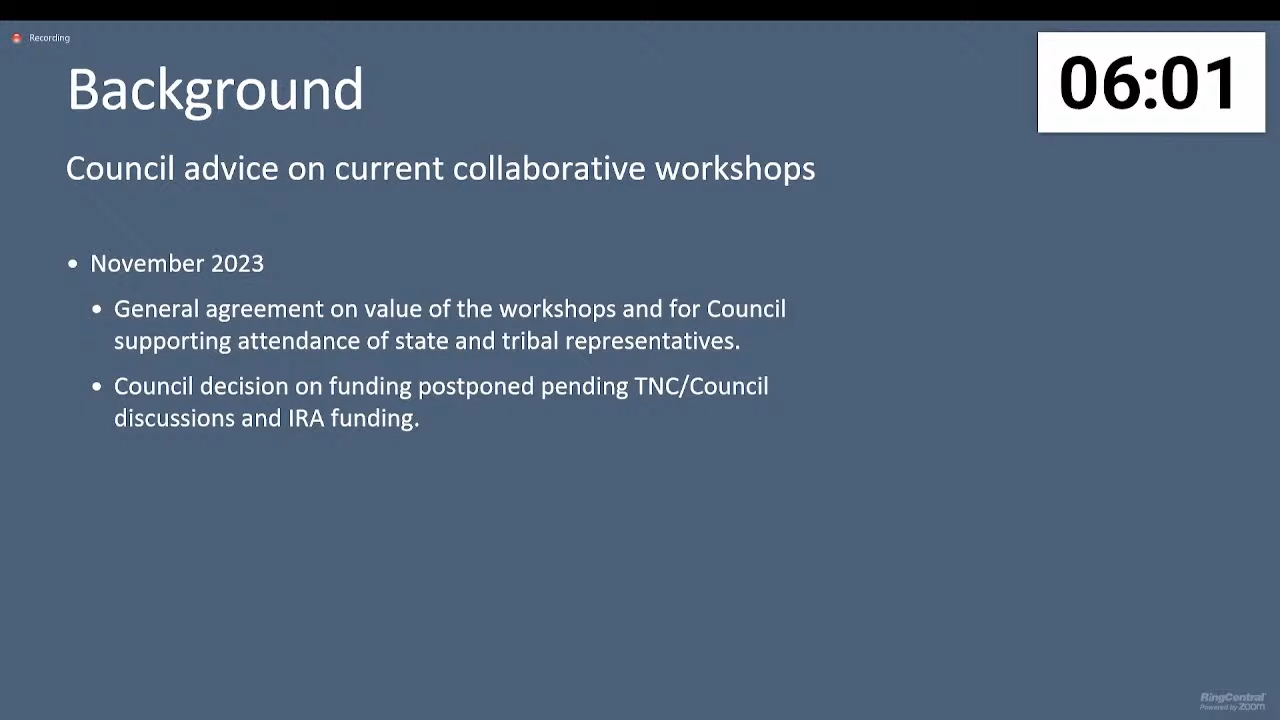 Recording
Background
06:01
Council advice on current collaborative workshops
• November 2023
• General agreement on value of the workshops and for Council
supporting attendance of state and tribal representatives.
• Council decision on funding postponed pending TNC/Council
discussions and IRA funding.
RingCentral
Powered by zoom